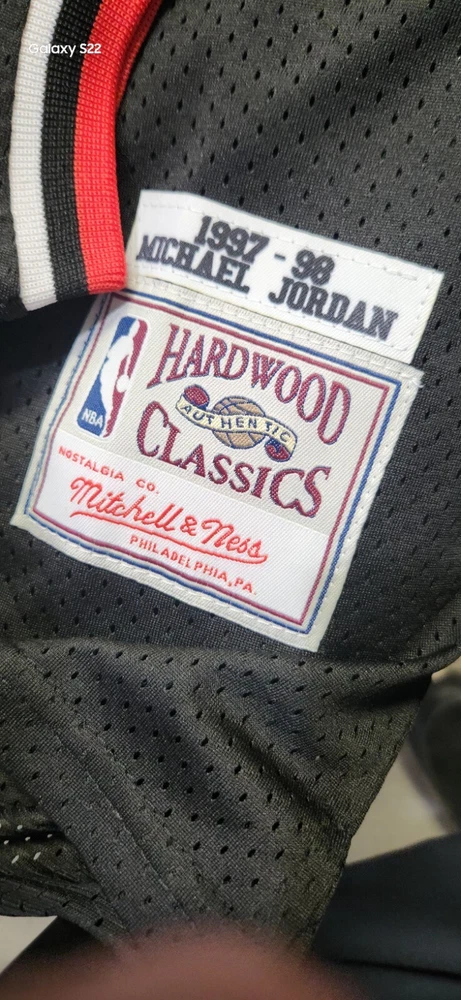 Galaxy S22
1997 - 98
MICHAEL JORDAN
HARDWOOD
AUTHENTIC
CLASSICS
NBA
NOSTALGIA CO.
Mitchell & Ness
PHILADELPHIA, PA.